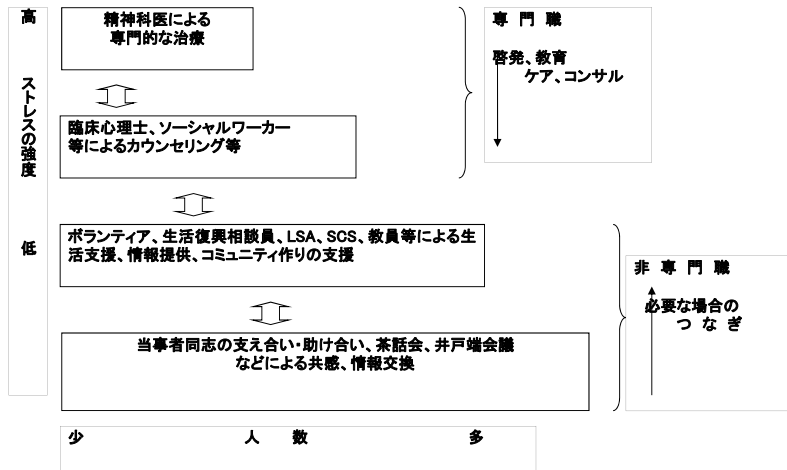 高
ストレスの強度
低
精神科医による
専門的な治療
臨床心理士、ソーシャルワーカー
等によるカウンセリング等
ボランティア、生活復興相談員、LSA、SCS、教員等による生
活支援、情報提供、コミュニティ作りの支援
当事者同志の支え合い・助け合い、茶話会、井戸端会議
などによる共感、情報交換
専 門 職
啓発、教育
ケア、コンサル
非 専 門 職
必要な場合の
つ な ぎ
少 人 数 多